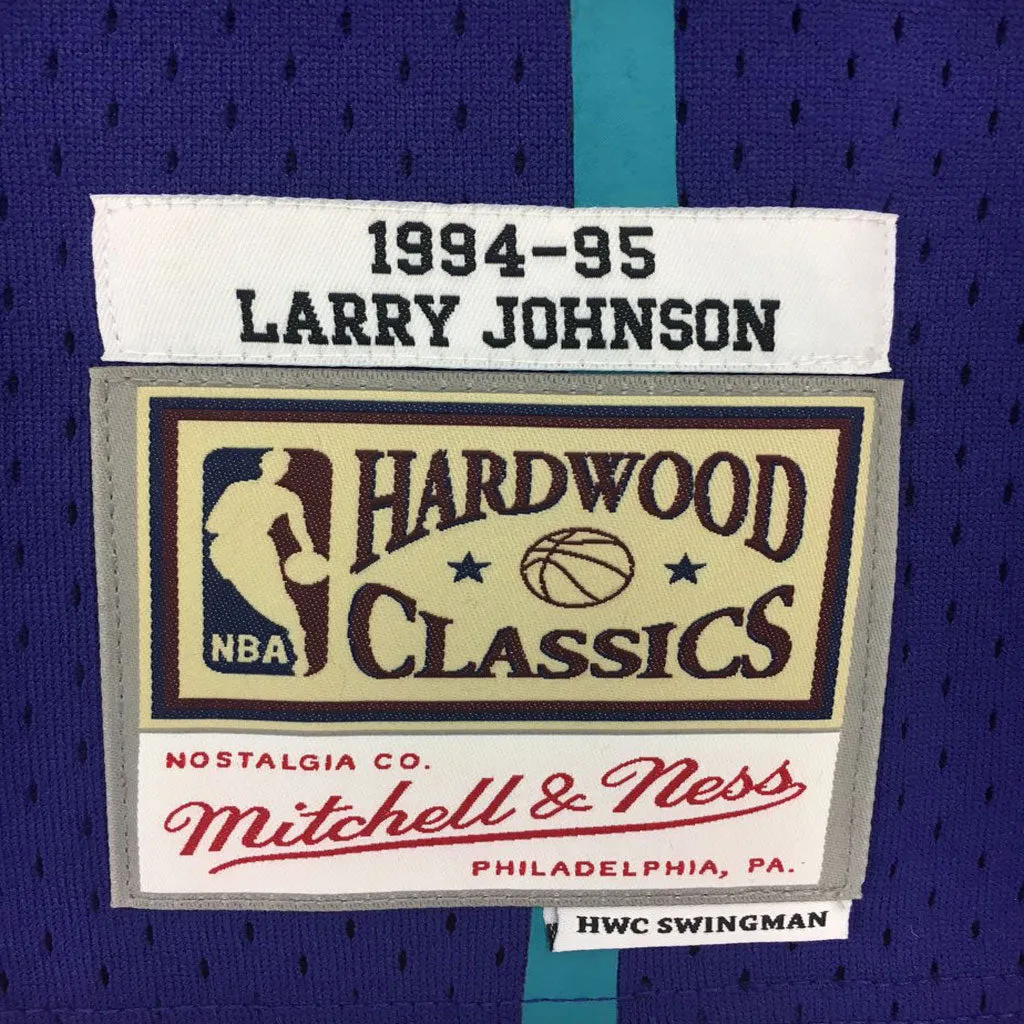 1994-95
LARRY JOHNSON
HARDWOOD
CLASSICS
NBA
NOSTALGIA CO.
Mitchell & Ness
PHILADELPHIA, PA.
HWC SWINGMAN